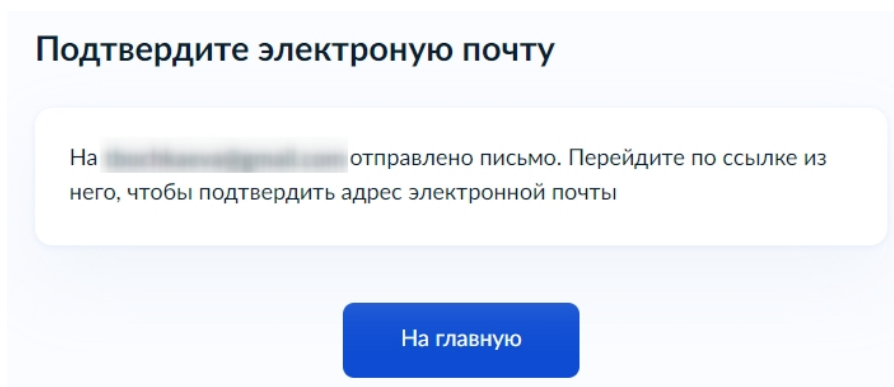 Подтвердите электроную почту
На отправлено письмо. Перейдите по ссылке из
него, чтобы подтвердить адрес электронной почты
На главную